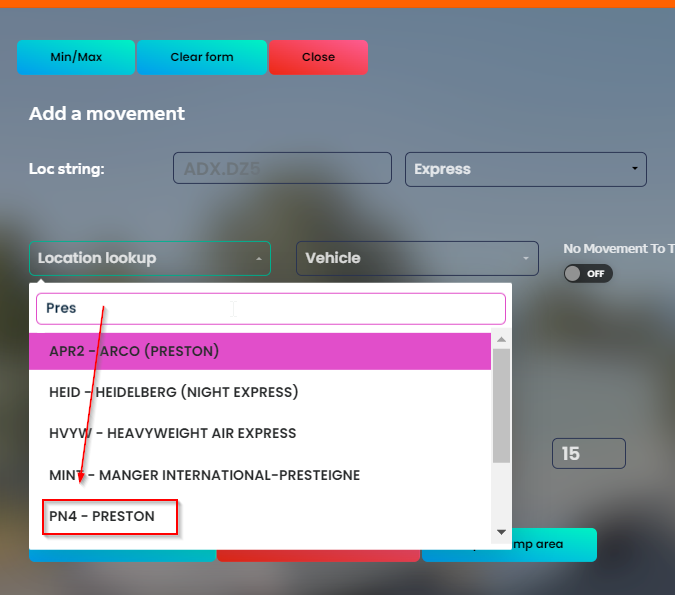 Min/Max
Clear form
Close
Add a movement
Loc string:
ADX.DZ5
Express
Location lookup
Vehicle
No Movement To T
OFF
Pres
APR2 - ARCO (PRESTON)
HEID - HEIDELBERG (NIGHT EXPRESS)
HVYW - HEAVYWEIGHT AIR EXPRESS
MINT - MANGER INTERNATIONAL-PRESTEIGNE
15
PN4 - PRESTON
mp area